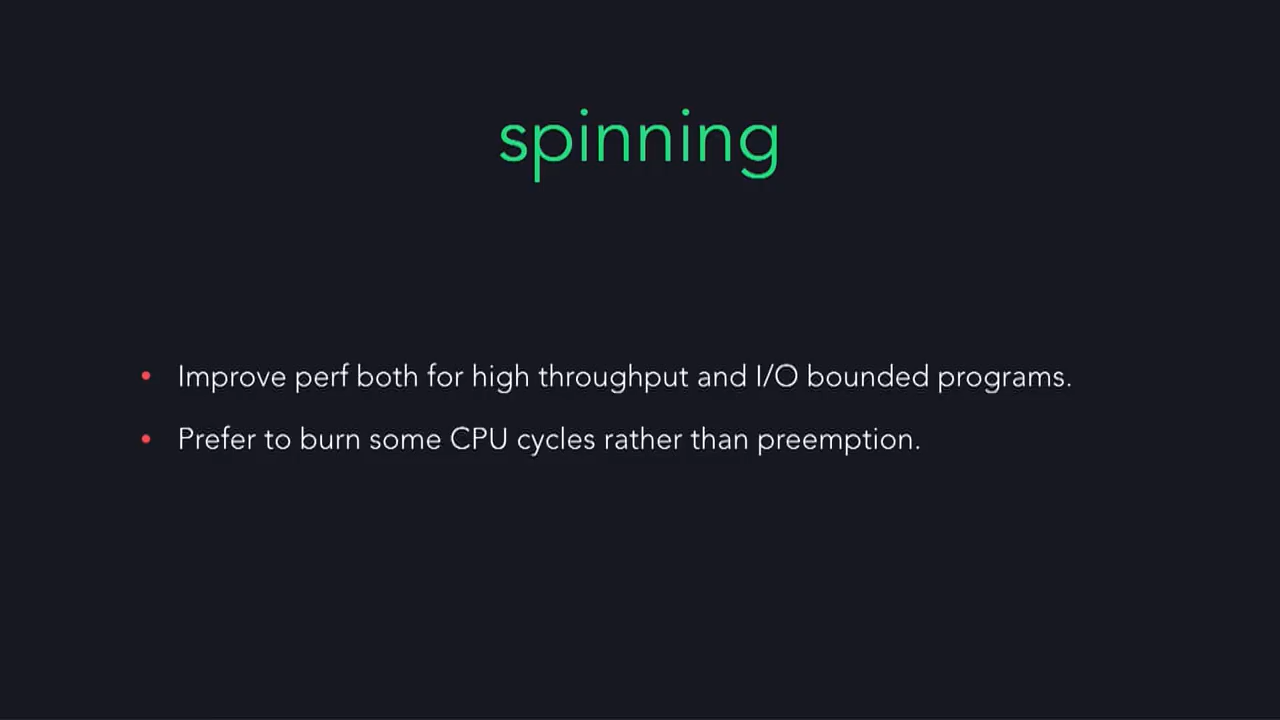 spinning
• Improve perf both for high throughput and I/O bounded programs.
• Prefer to burn some CPU cycles rather than preemption.